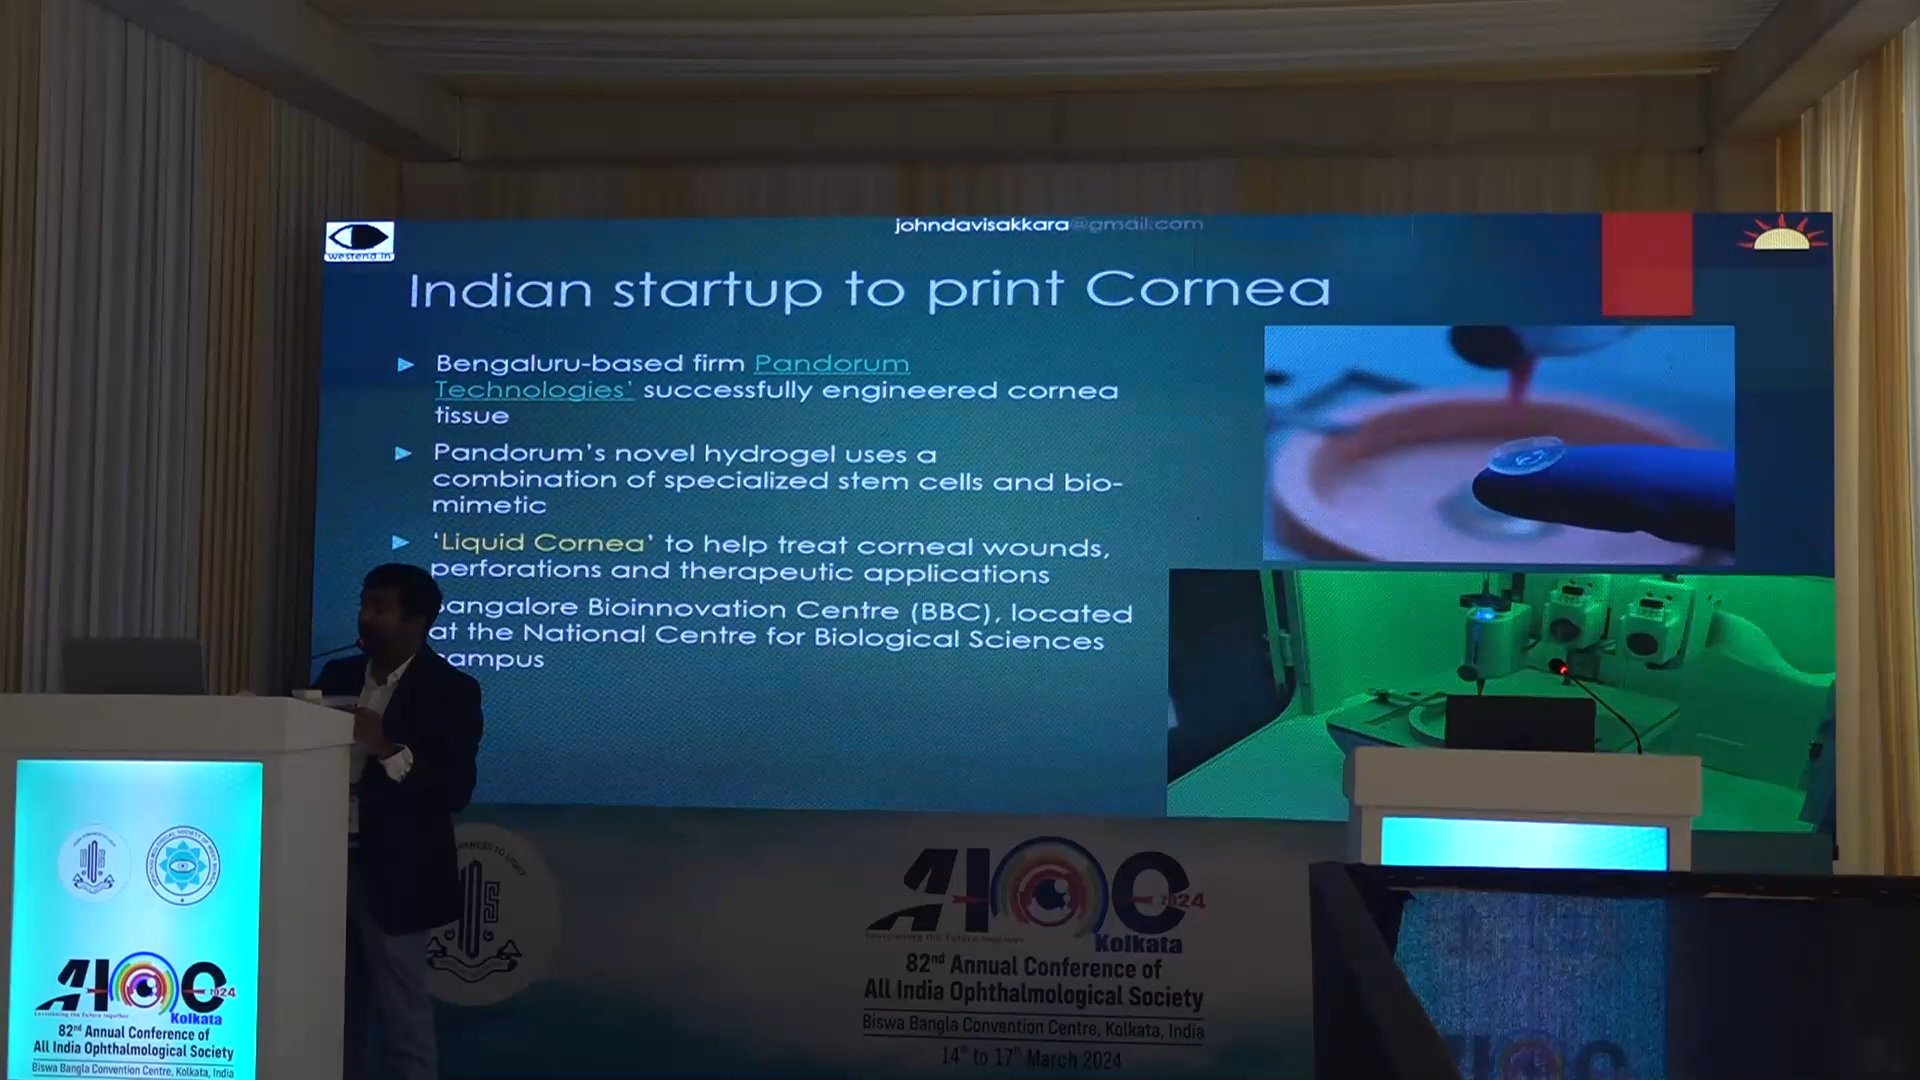 johndavisakkara@gmail.com
westend.in
Indian startup to print Cornea
Bengaluru-based firm Pandorum
Technologies' successfully engineered cornea
tissue
Pandorum's novel hydrogel uses a
combination of specialized stem cells and bio-
mimetic
'Liquid Cornea' to help treat corneal wounds,
perforations and therapeutic applications
Bangalore Bioinnovation Centre (BBC), located
at the National Centre for Biological Sciences
campus
AIOC
2024
Kolkata
82nd Annual Conference of
All India Ophthalmological Society
Biswa Bangla Convention Centre, Kolkata, India
14th to 17th March 2024
AIOC
2024
Kolkata
82nd Annual Conference of
All India Ophthalmological Society
Biswa Bangla Convention Centre, Kolkata, India
AIOC